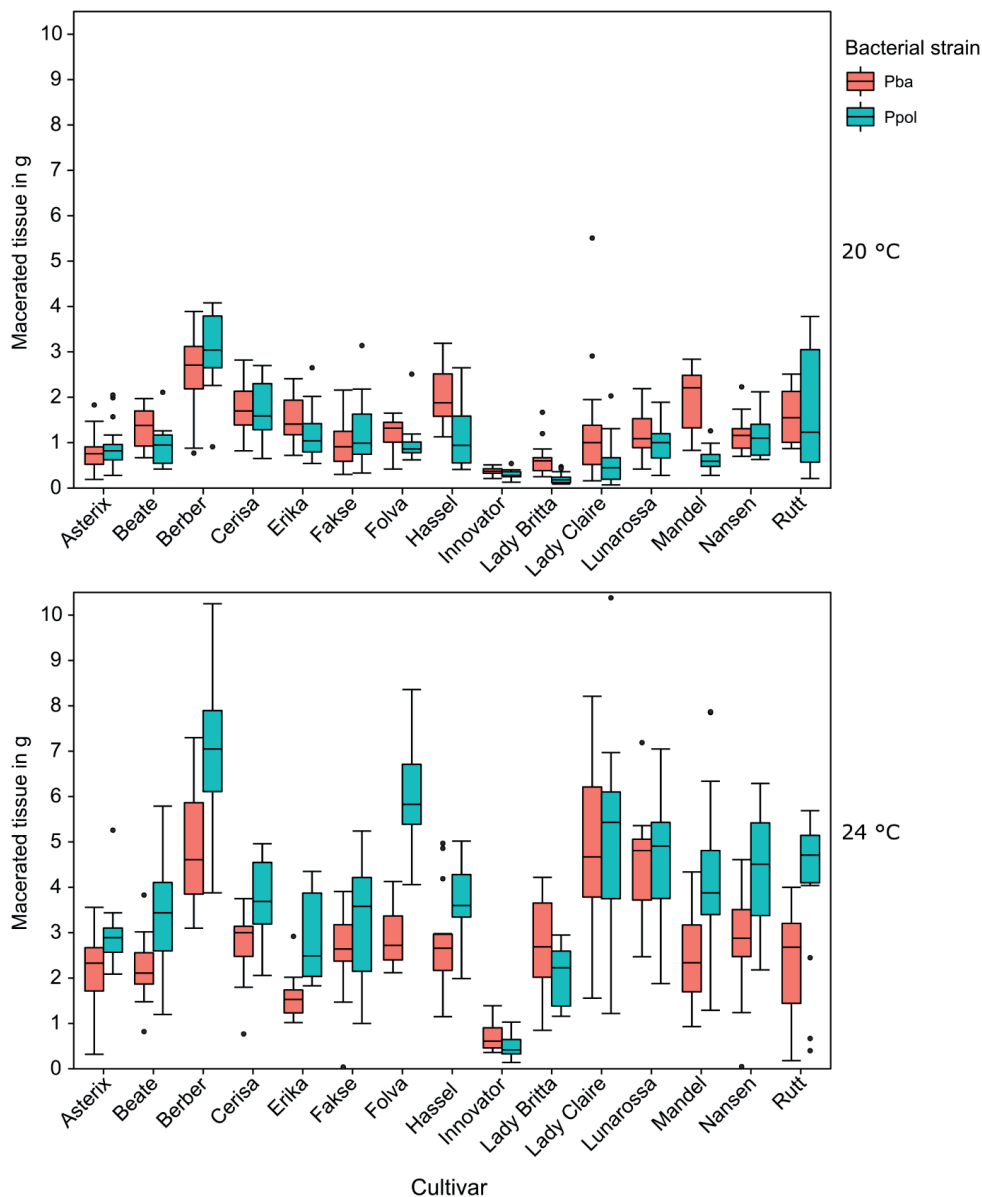 10
9
8
7
6
5
4
3
2
1
0
Macerated tissue in g
Asterix
Beate
Berber
Cerisa
Erika
Fakse
Folva
Hassel
Innovator
Lady Britta
Lady Claire
Lunarossa
Mandel
Nansen
Rutt
Bacterial strain
Pba
Ppol
20 °C
10
9
8
7
6
5
4
3
2
1
0
Macerated tissue in g
Asterix
Beate
Berber
Cerisa
Erika
Fakse
Folva
Hassel
Innovator
Lady Britta
Lady Claire
Lunarossa
Mandel
Nansen
Rutt
24 °C
Cultivar